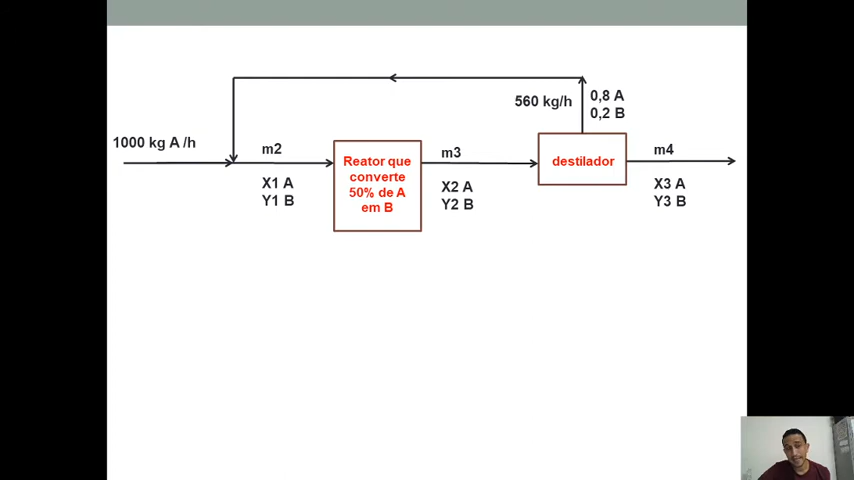 560 kg/h
0,8 A
0,2 B
1000 kg A /h
m2
X1 A
Y1 B
Reator que
converte
50% de A
em B
m3
X2 A
Y2 B
destilador
m4
X3 A
Y3 B